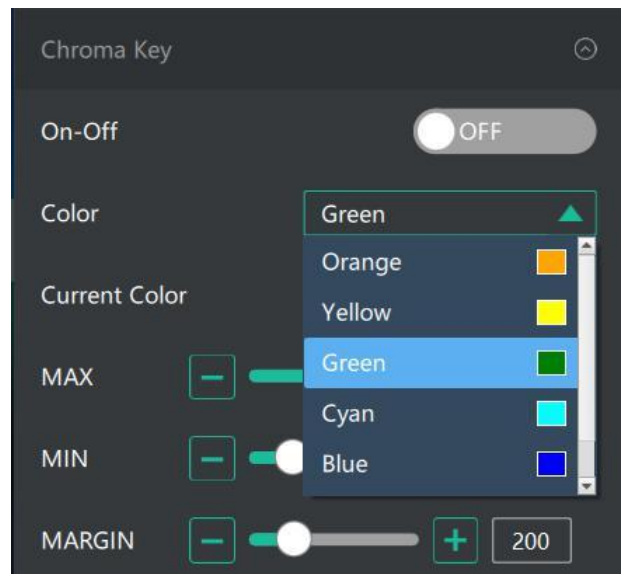 Chroma Key
On-Off OFF
Color Green
Orange
Current Color
Yellow
MAX Green
Cyan
MIN Blue
MARGIN 200